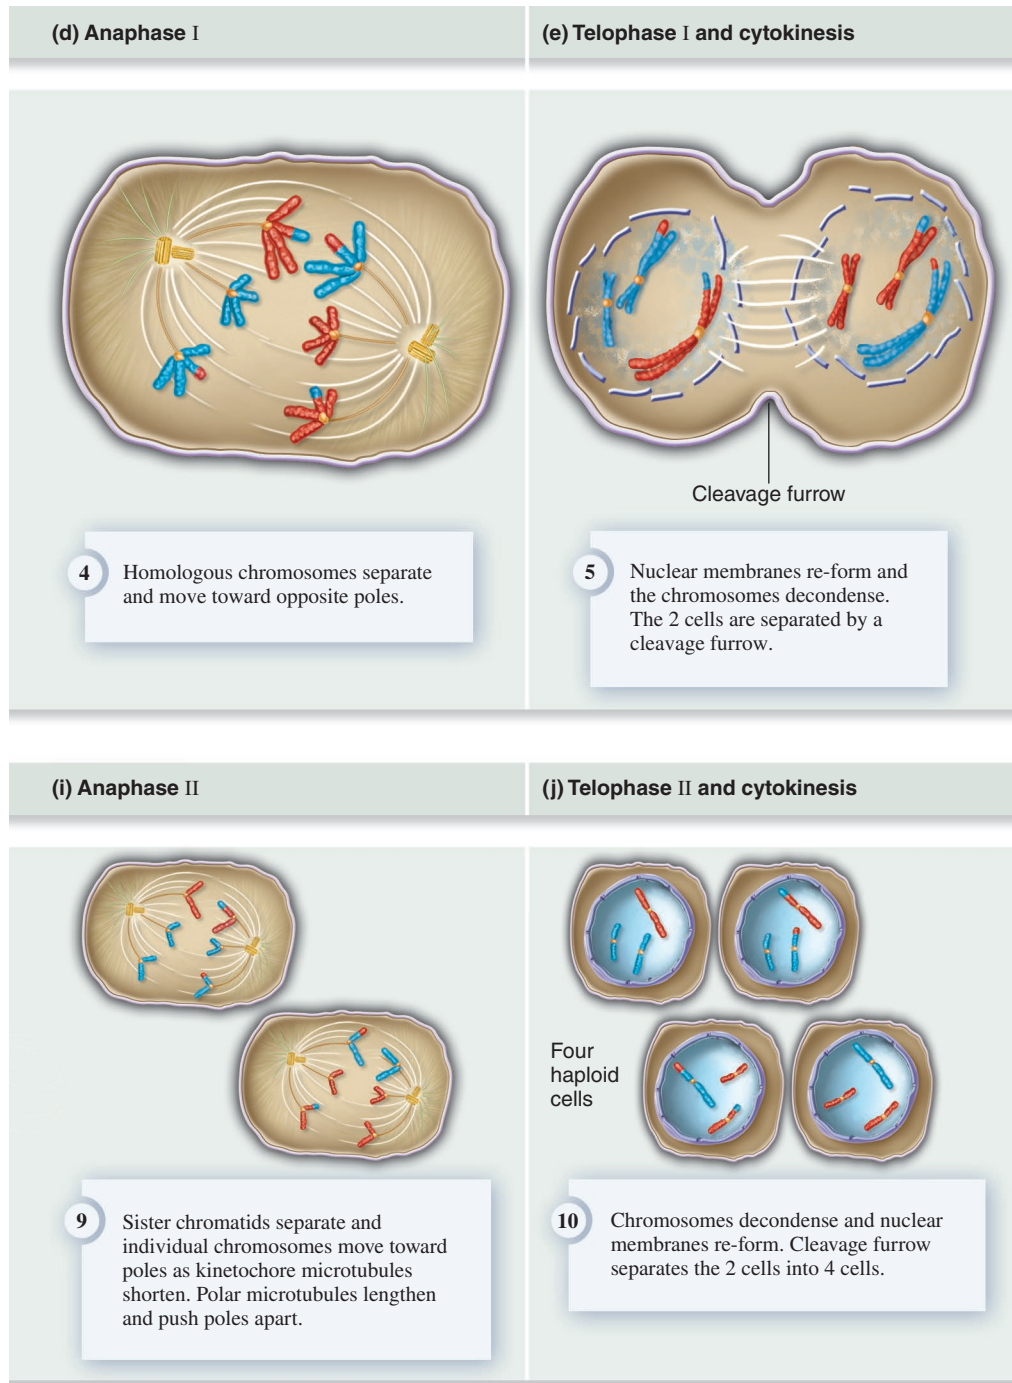 (d) Anaphase I
(e) Telophase I and cytokinesis
Cleavage furrow
4
Homologous chromosomes separate
and move toward opposite poles.
5
Nuclear membranes re-form and
the chromosomes decondense.
The 2 cells are separated by a
cleavage furrow.
(i) Anaphase II
(j) Telophase II and cytokinesis
Four
haploid
cells
9
Sister chromatids separate and
individual chromosomes move toward
poles as kinetochore microtubules
shorten. Polar microtubules lengthen
and push poles apart.
10
Chromosomes decondense and nuclear
membranes re-form. Cleavage furrow
separates the 2 cells into 4 cells.